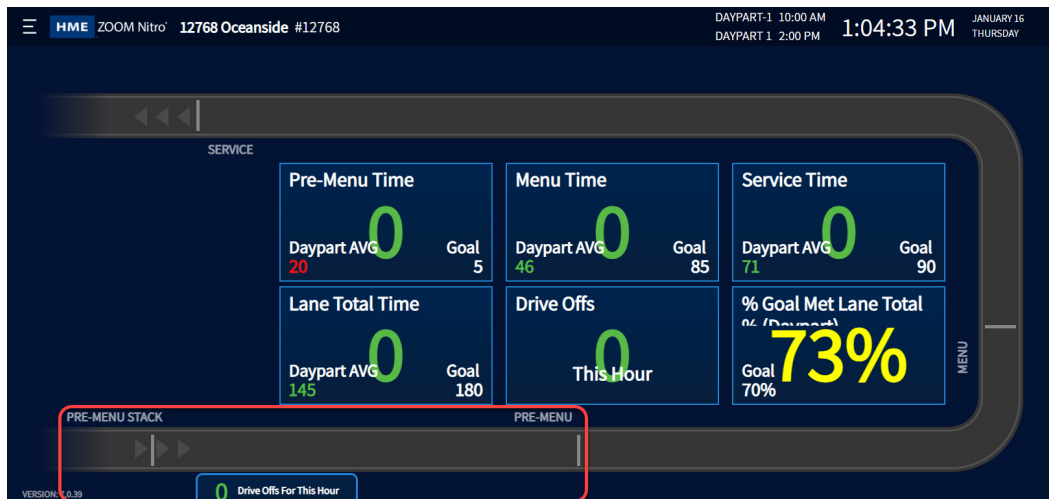 HME ZOOM Nitro 12768 Oceanside #12768
DAYPART-1 10:00 AM
DAYPART 1 2:00 PM
1:04:33 PM
JANUARY 16
THURSDAY
SERVICE
Pre-Menu Time
0
Daypart AVG Goal
20 5
Menu Time
0
Daypart AVG Goal
46 85
Service Time
0
Daypart AVG Goal
71 90
Lane Total Time
0
Daypart AVG Goal
145 180
Drive Offs
0
This Hour
% Goal Met Lane Total
% (Daypart)
73%
Goal
70%
MENU
PRE-MENU STACK
PRE-MENU
0 Drive Offs For This Hour
VERSION: .0.39